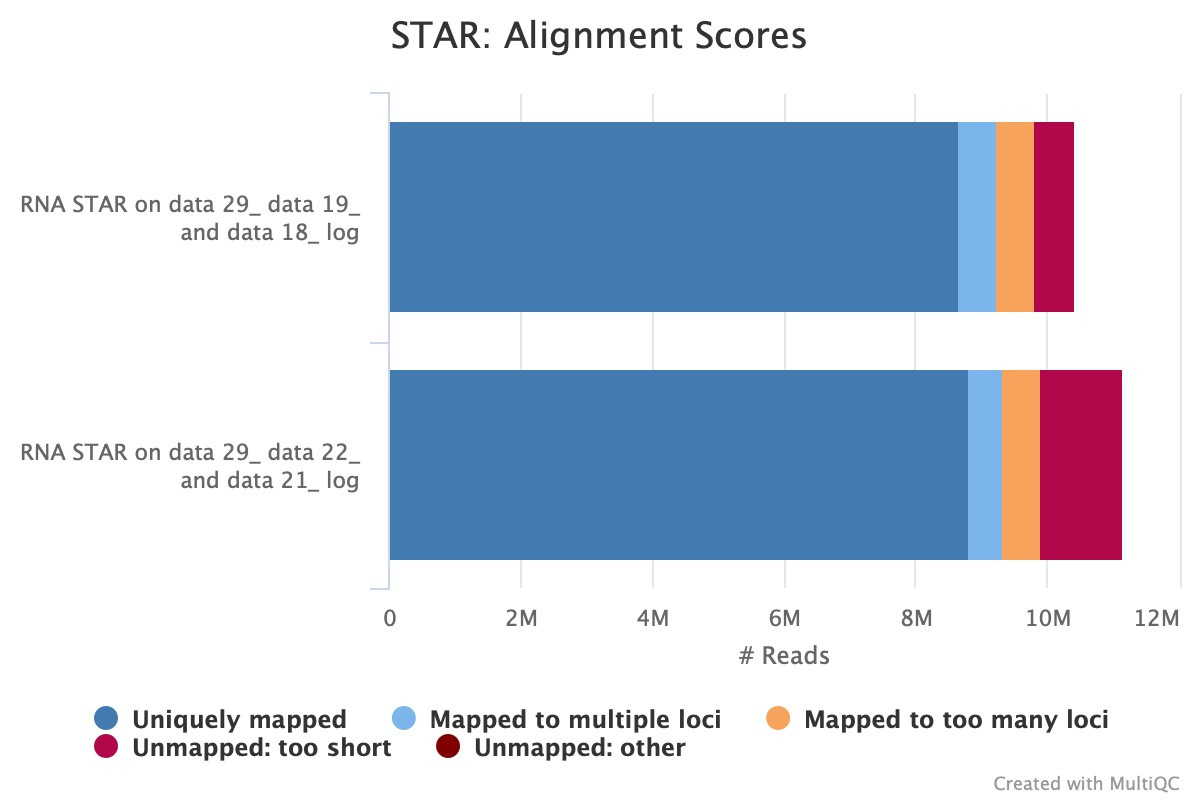 STAR: Alignment Scores
RNA STAR on data 29_ data 19_
and data 18_ log
RNA STAR on data 29_ data 22_
and data 21_ log
0 2M 4M 6M 8M 10M 12M
# Reads
Uniquely mapped Mapped to multiple loci Mapped to too many loci
Unmapped: too short Unmapped: other
Created with MultiQC